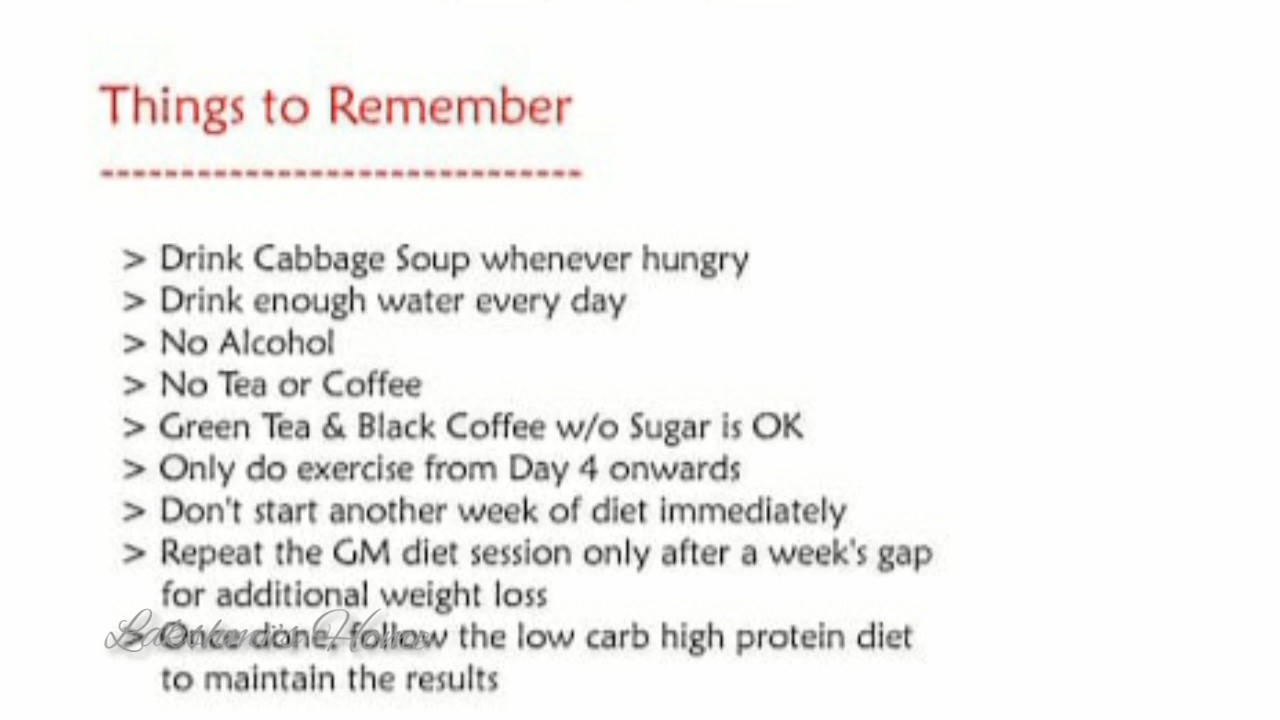 Things to Remember
------------------------------
> Drink Cabbage Soup whenever hungry
> Drink enough water every day
> No Alcohol
> No Tea or Coffee
> Green Tea & Black Coffee w/o Sugar is OK
> Only do exercise from Day 4 onwards
> Don't start another week of diet immediately
> Repeat the GM diet session only after a week's gap
for additional weight loss
> Once done, follow the low carb high protein diet
to maintain the results